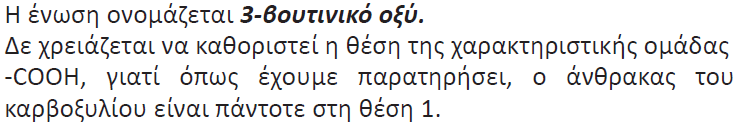 Η ένωση ονομάζεται 3-βουτινικό οξύ.
Δε χρειάζεται να καθοριστεί η θέση της χαρακτηριστικής ομάδας
-COOH, γιατί όπως έχουμε παρατηρήσει, ο άνθρακας του
καρβοξυλίου είναι πάντοτε στη θέση 1.